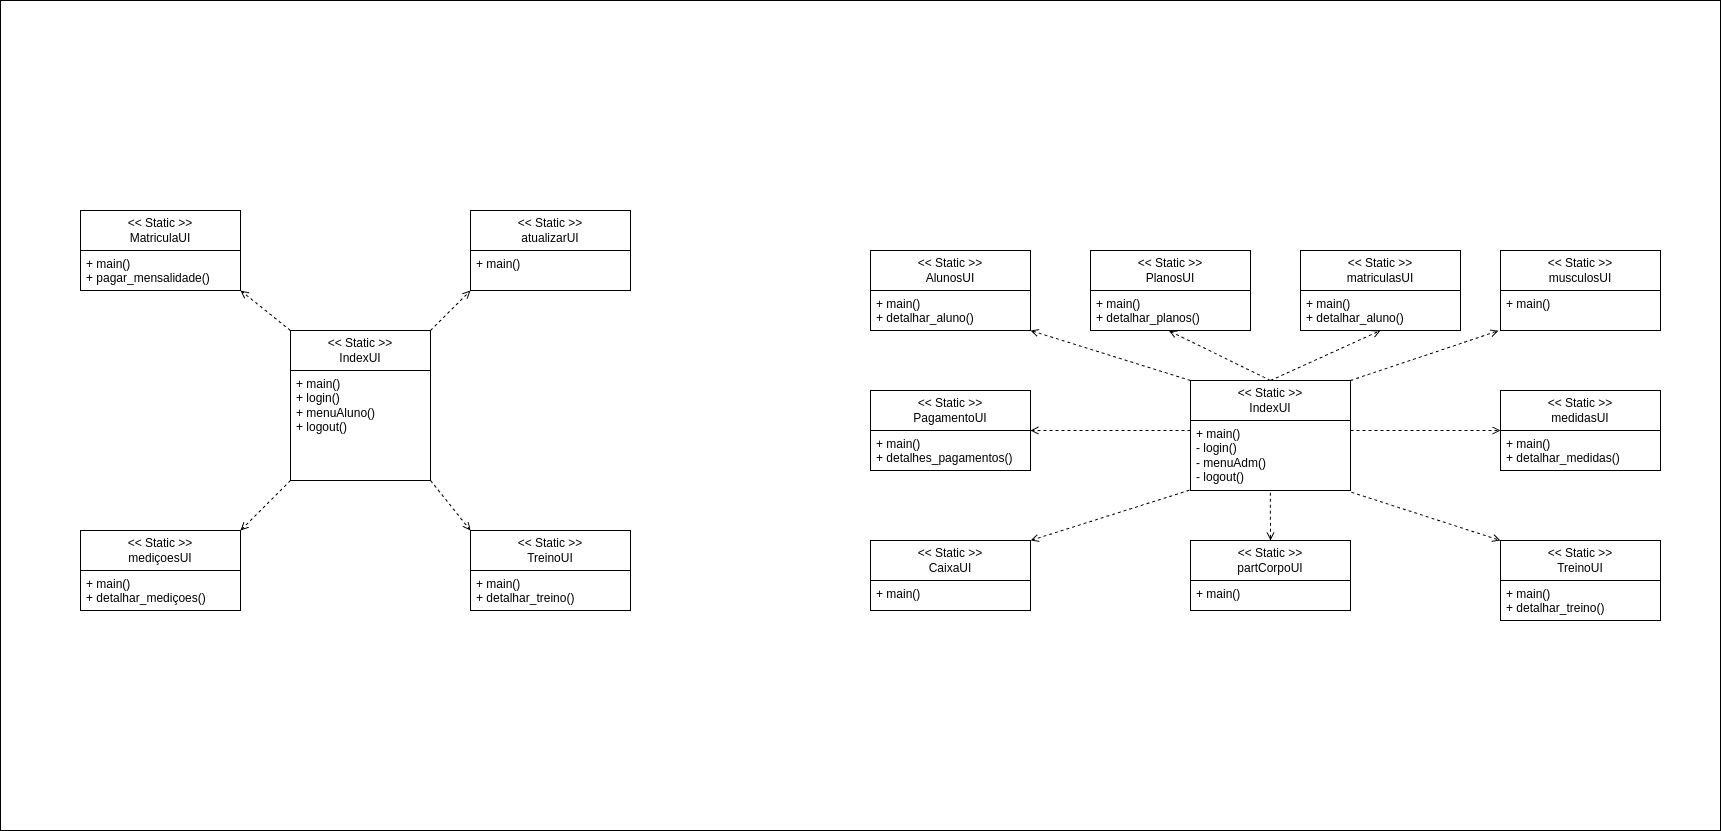 << Static >>
MatriculaUI
+ main()
+ pagar_mensalidade()
<< Static >>
atualizarUI
+ main()
<< Static >>
IndexUI
+ main()
+ login()
+ menuAluno()
+ logout()
<< Static >>
mediçoesUI
+ main()
+ detalhar_mediçoes()
<< Static >>
TreinoUI
+ main()
+ detalhar_treino()
<< Static >>
AlunosUI
+ main()
+ detalhar_aluno()
<< Static >>
PlanosUI
+ main()
+ detalhar_planos()
<< Static >>
matriculasUI
+ main()
+ detalhar_aluno()
<< Static >>
musculosUI
+ main()
<< Static >>
PagamentoUI
+ main()
+ detalhes_pagamentos()
<< Static >>
IndexUI
+ main()
- login()
- menuAdm()
- logout()
<< Static >>
medidasUI
+ main()
+ detalhar_medidas()
<< Static >>
CaixaUI
+ main()
<< Static >>
partCorpoUI
+ main()
<< Static >>
TreinoUI
+ main()
+ detalhar_treino()